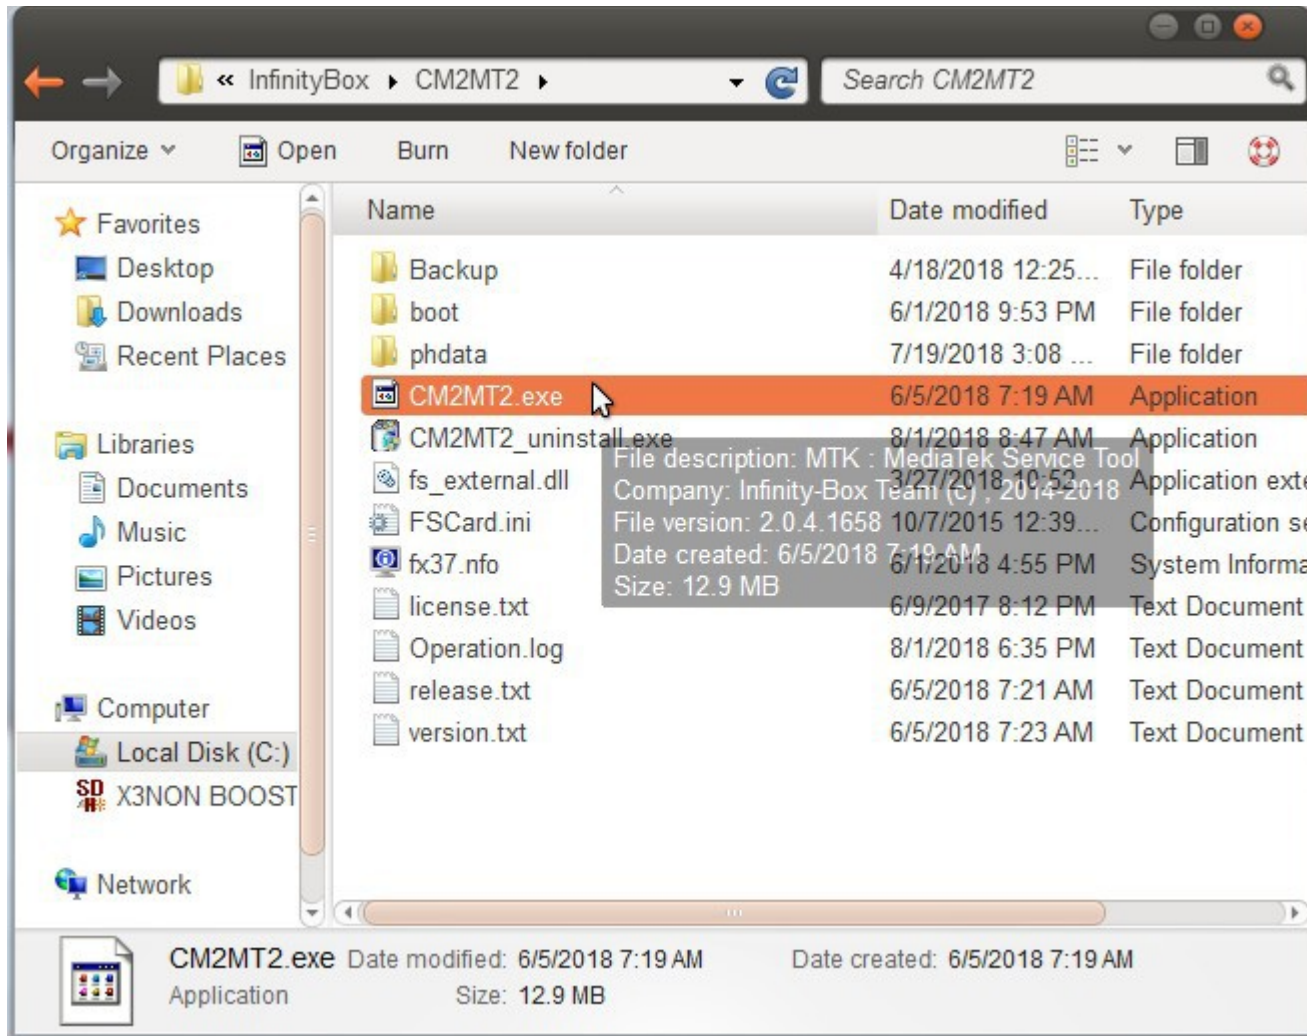 « InfinityBox CM2MT2
Search CM2MT2
Organize Open Burn New folder
Favorites
Desktop
Downloads
Recent Places
Libraries
Documents
Music
Pictures
Videos
Computer
Local Disk (C:)
SD X3NON BOOST
Network
Name Date modified Type
Backup 4/18/2018 12:25... File folder
boot 6/1/2018 9:53 PM File folder
phdata 7/19/2018 3:08 ... File folder
CM2MT2.exe 6/5/2018 7:19 AM Application
CM2MT2_uninstall.exe 8/1/2018 8:47 AM Application
fs_external.dll 3/27/2018 10:52... Application exte
FSCard.ini 10/7/2015 12:39... Configuration se
fx37.nfo 6/1/2018 4:55 PM System Informa
license.txt 6/9/2017 8:12 PM Text Document
Operation.log 8/1/2018 6:35 PM Text Document
release.txt 6/5/2018 7:21 AM Text Document
version.txt 6/5/2018 7:23 AM Text Document
File description: MTK : MediaTek Service Tool
Company: Infinity-Box Team (c) , 2014-2018
File version: 2.0.4.1658
Date created: 6/5/2018 7:19 AM
Size: 12.9 MB
CM2MT2.exe Date modified: 6/5/2018 7:19 AM Date created: 6/5/2018 7:19 AM
Application Size: 12.9 MB